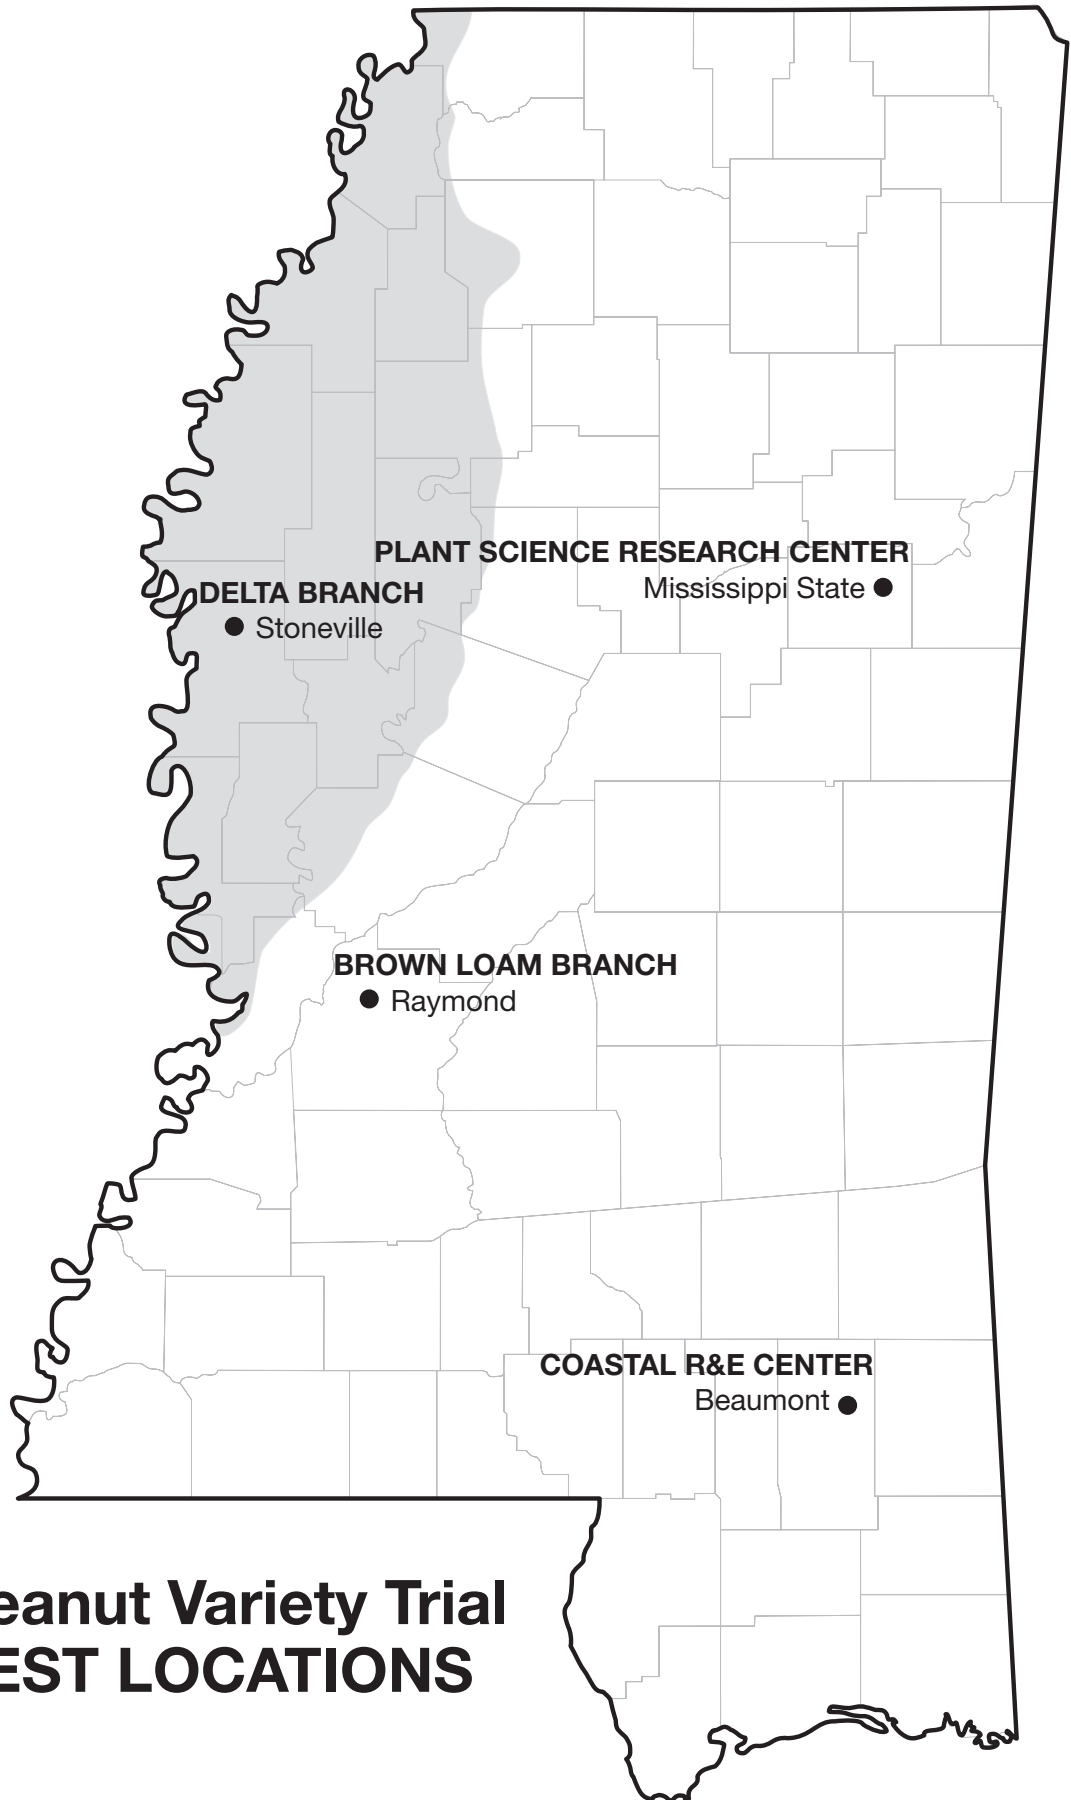 PLANT SCIENCE RESEARCH CENTER
Mississippi State
DELTA BRANCH
Stoneville
BROWN LOAM BRANCH
Raymond
COASTAL R&E CENTER
Beaumont
eanut Variety Trial
EST LOCATIONS